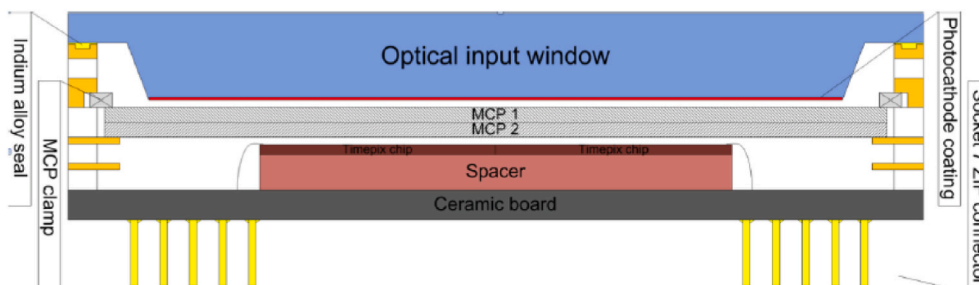 Optical input window
MCP 1
MCP 2
Timepix chip
Timepix chip
Spacer
Ceramic board
Indium alloy seal
MCP clamp
Photocathode coating
connector